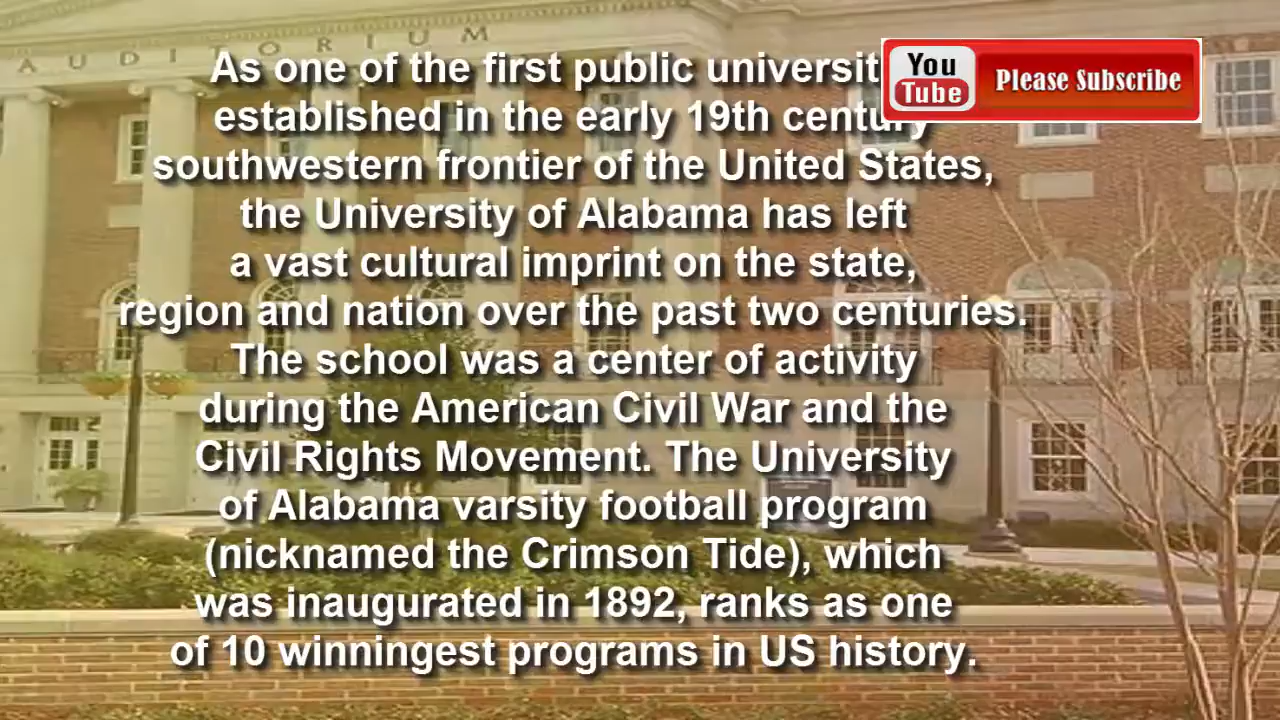 AUDITORIUM
As one of the first public universit
established in the early 19th century
southwestern frontier of the United States,
the University of Alabama has left
a vast cultural imprint on the state,
region and nation over the past two centuries.
The school was a center of activity
during the American Civil War and the
Civil Rights Movement. The University
of Alabama varsity football program
(nicknamed the Crimson Tide), which
was inaugurated in 1892, ranks as one
of 10 winningest programs in US history.
You
Tube
Please Subscribe